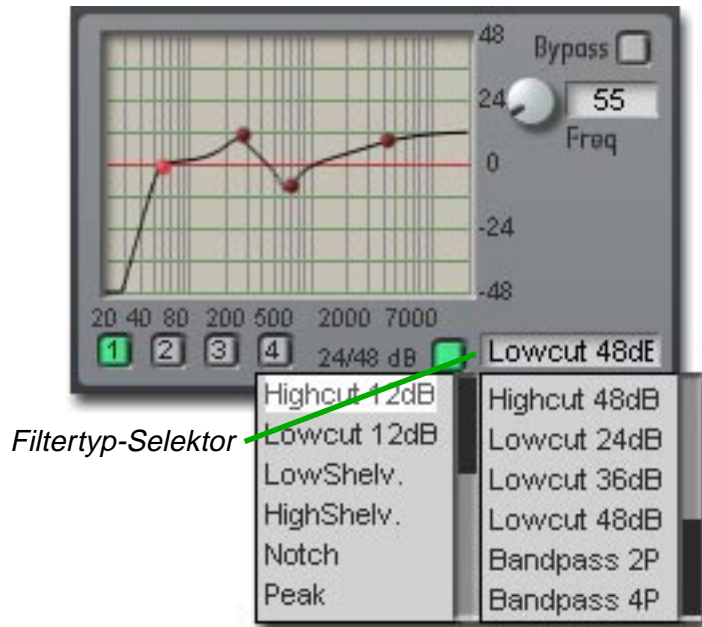 48
Bypass
24
55
Freq
0
-24
-48
20 40 80 200 500 2000 7000
1 2 3 4 24/48 dB Lowcut 48dE
Filtertyp-Selektor
Highcut 12dB
Lowcut 12dB
LowShelv.
HighShelv.
Notch
Peak
Highcut 48dB
Lowcut 24dB
Lowcut 36dB
Lowcut 48dB
Bandpass 2P
Bandpass 4P